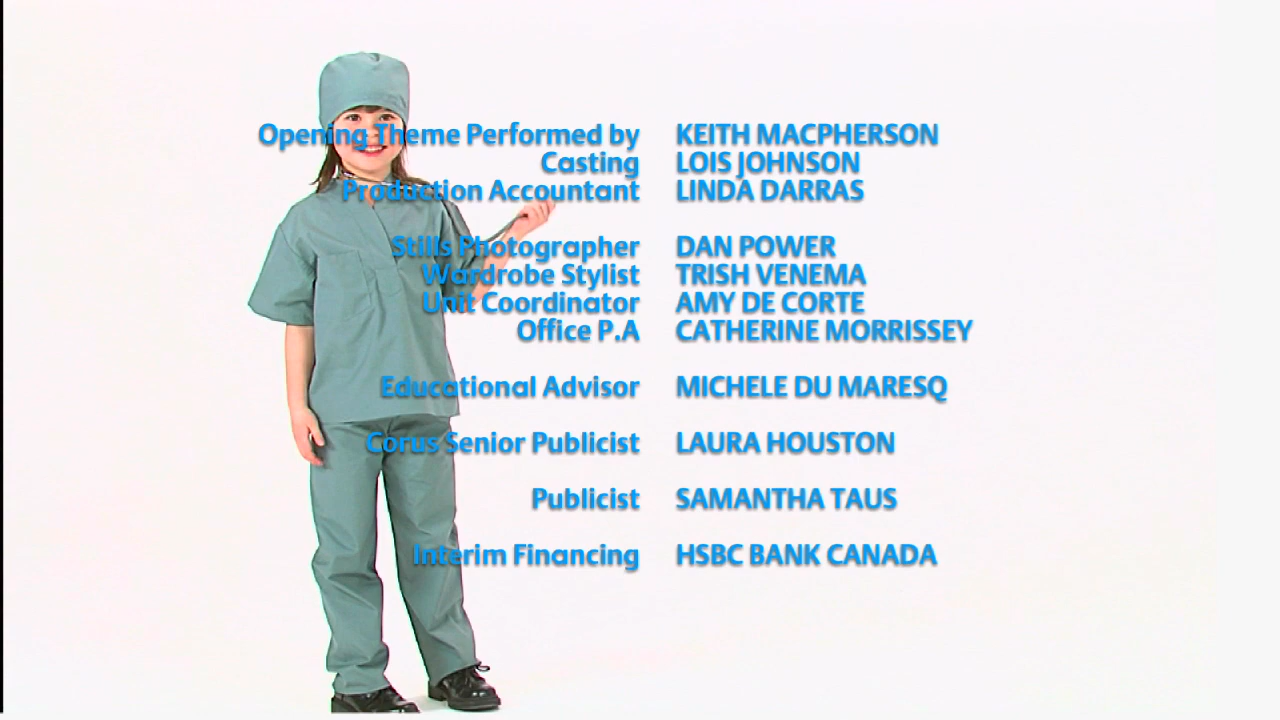 Opening Theme Performed by KEITH MACPHERSON
Casting LOIS JOHNSON
Production Accountant LINDA DARRAS
Stills Photographer DAN POWER
Wardrobe Stylist TRISH VENEMA
Unit Coordinator AMY DE CORTE
Office P.A CATHERINE MORRISSEY
Educational Advisor MICHELE DU MARESQ
Corus Senior Publicist LAURA HOUSTON
Publicist SAMANTHA TAUS
Interim Financing HSBC BANK CANADA